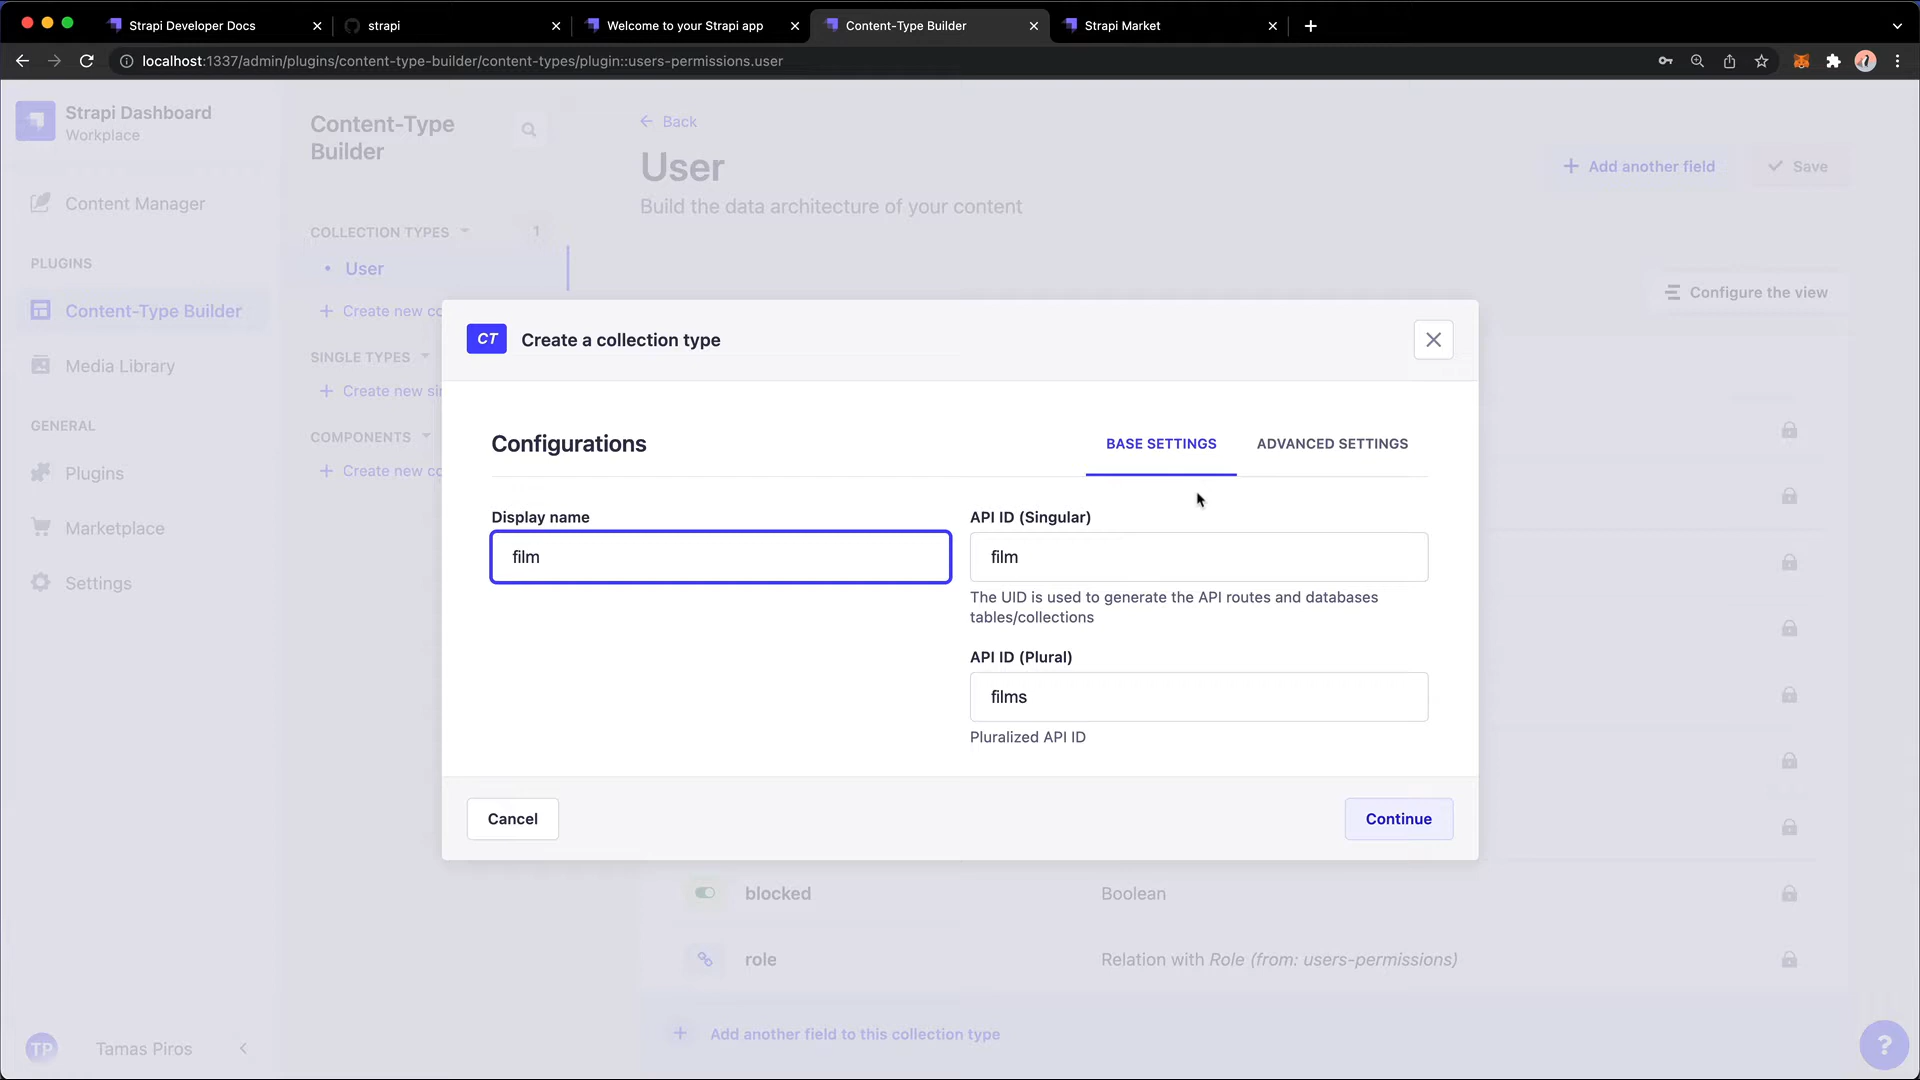 Strapi Developer Docs
strapi
Welcome to your Strapi app
Content-Type Builder
Strapi Market
localhost:1337/admin/plugins/content-type-builder/content-types/plugin::users-permissions.user
Strapi Dashboard
Workplace
Content Manager
PLUGINS
Content-Type Builder
Media Library
GENERAL
Plugins
Marketplace
Settings
TP
Tamas Piros
Content-Type
Builder
COLLECTION TYPES
1
User
Create new co
SINGLE TYPES
Create new si
COMPONENTS
Create new co
Back
User
Build the data architecture of your content
Add another field
Save
Configure the view
CT
Create a collection type
Configurations
BASE SETTINGS
ADVANCED SETTINGS
Display name
film
API ID (Singular)
film
The UID is used to generate the API routes and databases
tables/collections
API ID (Plural)
films
Pluralized API ID
Cancel
Continue
blocked
Boolean
role
Relation with Role (from: users-permissions)
Add another field to this collection type
?